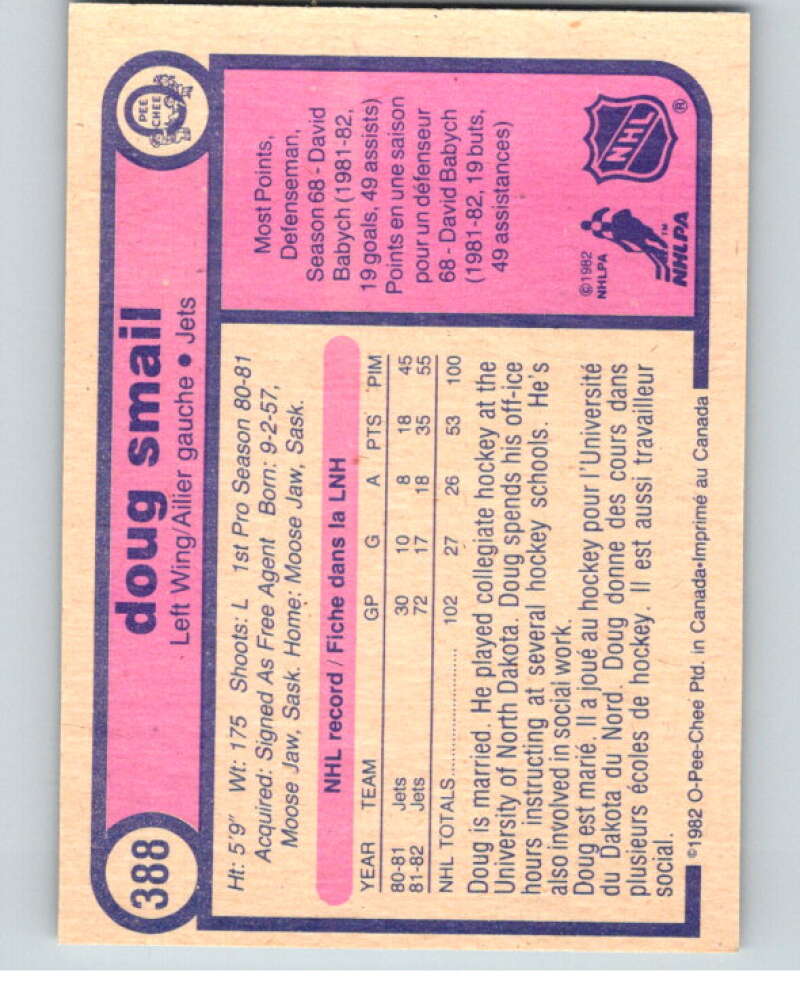 388
doug smail
Left Wing/Ailier gauche • Jets
O
PEE
CHEE
Ht: 5'9" Wt: 175 Shoots: L 1st Pro Season 80-81
Acquired: Signed As Free Agent Born: 9-2-57,
Moose Jaw, Sask. Home: Moose Jaw, Sask.
NHL record / Fiche dans la LNH
YEAR TEAM GP G A PTS PIM
80-81 Jets 30 10 8 18 45
81-82 Jets 72 17 18 35 55
NHL TOTALS.................... 102 27 26 53 100
Doug is married. He played collegiate hockey at the
University of North Dakota. Doug spends his off-ice
hours instructing at several hockey schools. He's
also involved in social work.
Doug est marié. Il a joué au hockey pour l'Université
du Dakota du Nord. Doug donne des cours dans
plusieurs écoles de hockey. Il est aussi travailleur
social.
©1982 O-Pee-Chee Ptd. in Canada•Imprimé au Canada
Most Points,
Defenseman,
Season 68 - David
Babych (1981-82,
19 goals, 49 assists)
Points en une saison
pour un défenseur
68 - David Babych
(1981-82, 19 buts,
49 assistances)
©1982
NHLPA
NHLPA™
NHL®